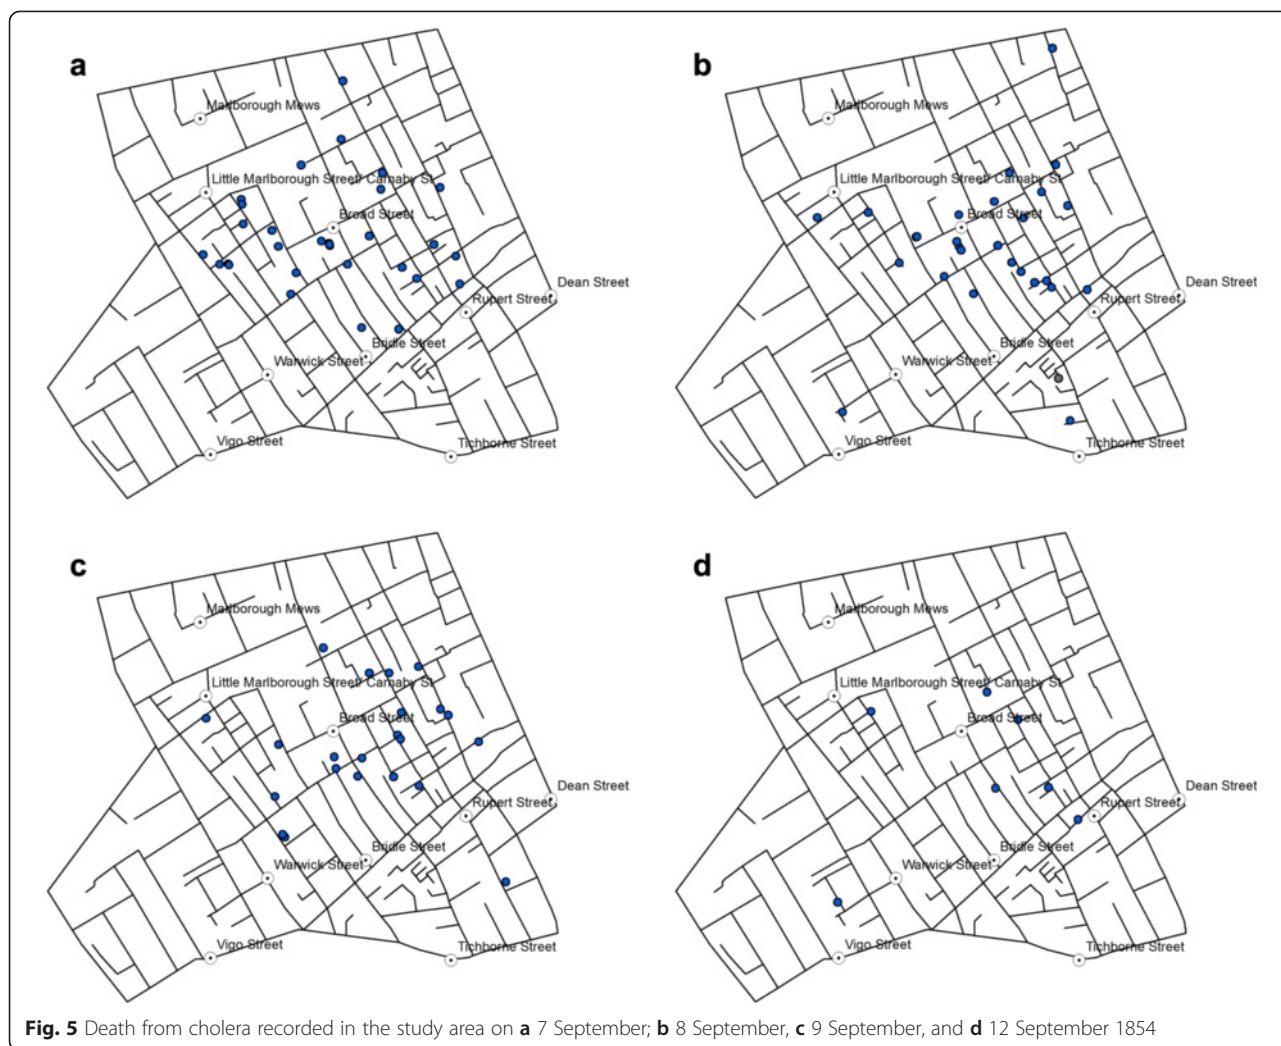 a
Marlborough Mews
Little Marlborough Street/ Carnaby St
Broad Street
Dean Street
Rupert Street
Bridle Street
Warwick Street
Vigo Street
Tichborne Street
b
Marlborough Mews
Little Marlborough Street/ Carnaby St
Broad Street
Dean Street
Rupert Street
Bridle Street
Warwick Street
Vigo Street
Tichborne Street
c
Marlborough Mews
Little Marlborough Street/ Carnaby St
Broad Street
Dean Street
Rupert Street
Bridle Street
Warwick Street
Vigo Street
Tichborne Street
d
Marlborough Mews
Little Marlborough Street/ Carnaby St
Broad Street
Dean Street
Rupert Street
Bridle Street
Warwick Street
Vigo Street
Tichborne Street
Fig. 5 Death from cholera recorded in the study area on a 7 September; b 8 September, c 9 September, and d 12 September 1854